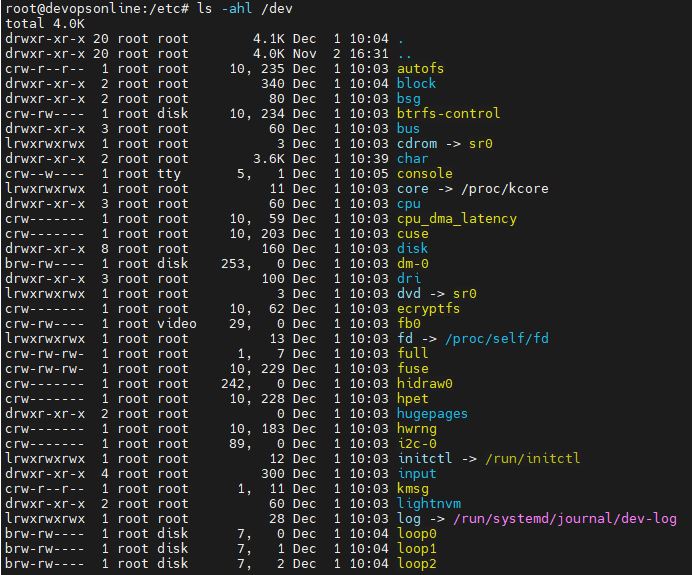 root@devopsonline:/etc# ls -ahl /dev
total 4.0K
drwxr-xr-x 20 root root        4.1K Dec  1 10:04 .
drwxr-xr-x 20 root root        4.0K Nov  2 16:31 ..
crw-r--r--  1 root root     10, 235 Dec  1 10:03 autofs
drwxr-xr-x  2 root root         340 Dec  1 10:04 block
drwxr-xr-x  2 root root          80 Dec  1 10:03 bsg
crw-rw----  1 root disk     10, 234 Dec  1 10:03 btrfs-control
drwxr-xr-x  3 root root          60 Dec  1 10:03 bus
lrwxrwxrwx  1 root root           3 Dec  1 10:03 cdrom -> sr0
drwxr-xr-x  2 root root        3.6K Dec  1 10:39 char
crw--w----  1 root tty       5,   1 Dec  1 10:05 console
lrwxrwxrwx  1 root root          11 Dec  1 10:03 core -> /proc/kcore
drwxr-xr-x  3 root root          60 Dec  1 10:03 cpu
crw-------  1 root root     10,  59 Dec  1 10:03 cpu_dma_latency
crw-------  1 root root     10, 203 Dec  1 10:03 cuse
drwxr-xr-x  8 root root         160 Dec  1 10:03 disk
brw-rw----  1 root disk    253,   0 Dec  1 10:03 dm-0
drwxr-xr-x  3 root root         100 Dec  1 10:03 dri
lrwxrwxrwx  1 root root           3 Dec  1 10:03 dvd -> sr0
crw-------  1 root root     10,  62 Dec  1 10:03 ecryptfs
crw-rw----  1 root video    29,   0 Dec  1 10:03 fb0
lrwxrwxrwx  1 root root          13 Dec  1 10:03 fd -> /proc/self/fd
crw-rw-rw-  1 root root      1,   7 Dec  1 10:03 full
crw-rw-rw-  1 root root     10, 229 Dec  1 10:03 fuse
crw-------  1 root root    242,   0 Dec  1 10:03 hidraw0
crw-------  1 root root     10, 228 Dec  1 10:03 hpet
drwxr-xr-x  2 root root           0 Dec  1 10:03 hugepages
crw-------  1 root root     10, 183 Dec  1 10:03 hwrng
crw-------  1 root root     89,   0 Dec  1 10:03 i2c-0
lrwxrwxrwx  1 root root          12 Dec  1 10:03 initctl -> /run/initctl
drwxr-xr-x  4 root root         300 Dec  1 10:03 input
crw-r--r--  1 root root      1,  11 Dec  1 10:03 kmsg
drwxr-xr-x  2 root root          60 Dec  1 10:03 lightnvm
lrwxrwxrwx  1 root root          28 Dec  1 10:03 log -> /run/systemd/journal/dev-log
brw-rw----  1 root disk      7,   0 Dec  1 10:04 loop0
brw-rw----  1 root disk      7,   1 Dec  1 10:04 loop1
brw-rw----  1 root disk      7,   2 Dec  1 10:03 loop2